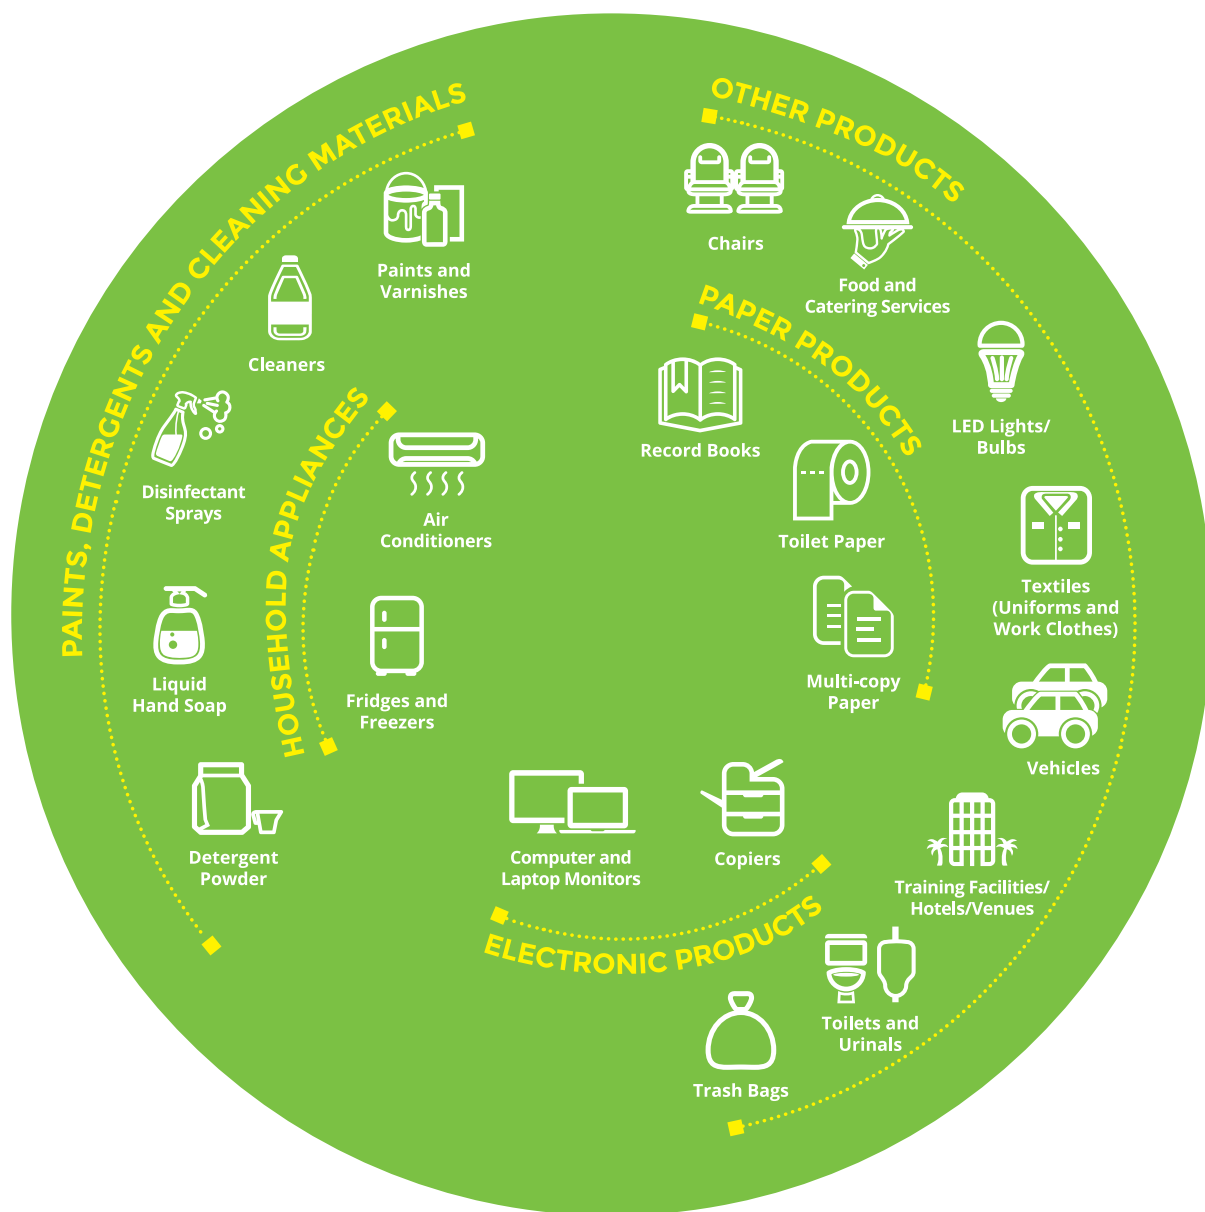 PAINTS, DETERGENTS AND CLEANING MATERIALS
Paints and
Varnishes
Cleaners
Disinfectant
Sprays
Liquid
Hand Soap
Detergent
Powder
HOUSEHOLD APPLIANCES
Air
Conditioners
Fridges and
Freezers
ELECTRONIC PRODUCTS
Computer and
Laptop Monitors
Copiers
PAPER PRODUCTS
Record Books
Toilet Paper
Multi-copy
Paper
OTHER PRODUCTS
Chairs
Food and
Catering Services
LED Lights/
Bulbs
Textiles
(Uniforms and
Work Clothes)
Vehicles
Training Facilities/
Hotels/Venues
Toilets and
Urinals
Trash Bags